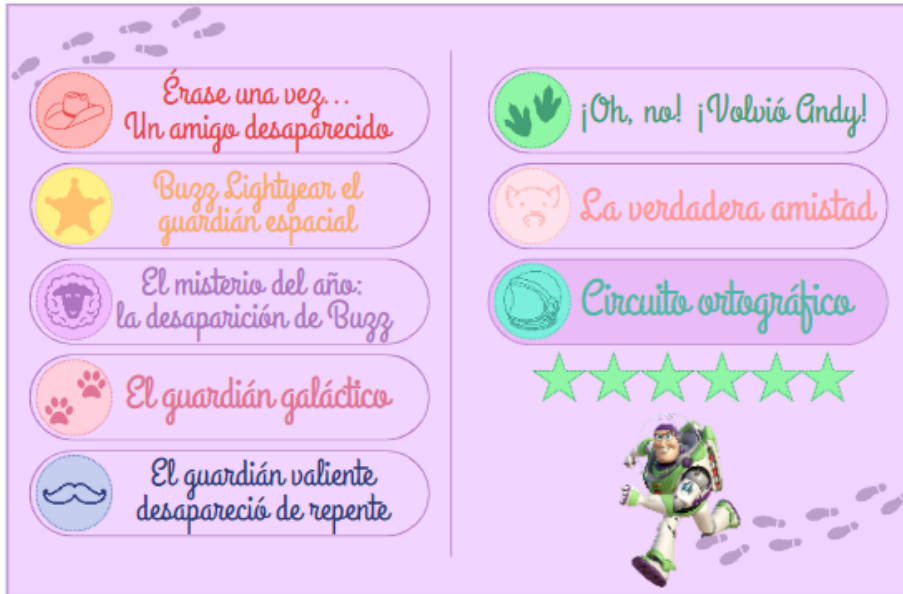 Érase una vez...
Un amigo desaparecido
Buzz Lightyear el
guardián espacial
El misterio del año:
la desaparición de Buzz
El guardián galáctico
El guardián valiente
desapareció de repente
¡Oh, no! ¡Volvió Andy!
La verdadera amistad
Circuito ortográfico